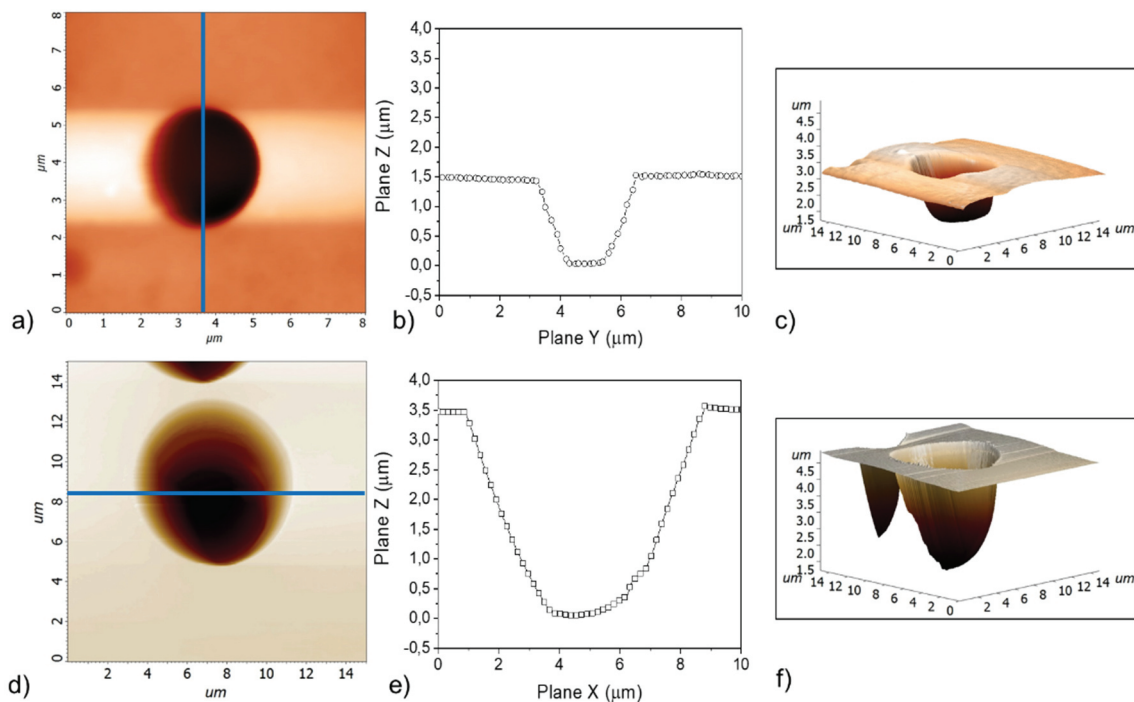 8
7
6
5
4
3
2
1
0
μm
0 1 2 3 4 5 6 7 8
μm
a)
4,0
3,5
3,0
2,5
2,0
1,5
1,0
0,5
0,0
-0,5
Plane Z (μm)
0 2 4 6 8 10
Plane Y (μm)
b)
um
4.5
4.0
3.5
3.0
2.5
2.0
1.5
um 14 12 10 8 6 4 2 0
2 4 6 8 10 12 14 um
c)
14
12
10
8
6
4
2
0
um
0 2 4 6 8 10 12 14
um
d)
4,0
3,5
3,0
2,5
2,0
1,5
1,0
0,5
0,0
-0,5
Plane Z (μm)
0 2 4 6 8 10
Plane X (μm)
e)
um
4.5
4.0
3.5
3.0
2.5
2.0
1.5
um 14 12 10 8 6 4 2 0
2 4 6 8 10 12 14 um
f)